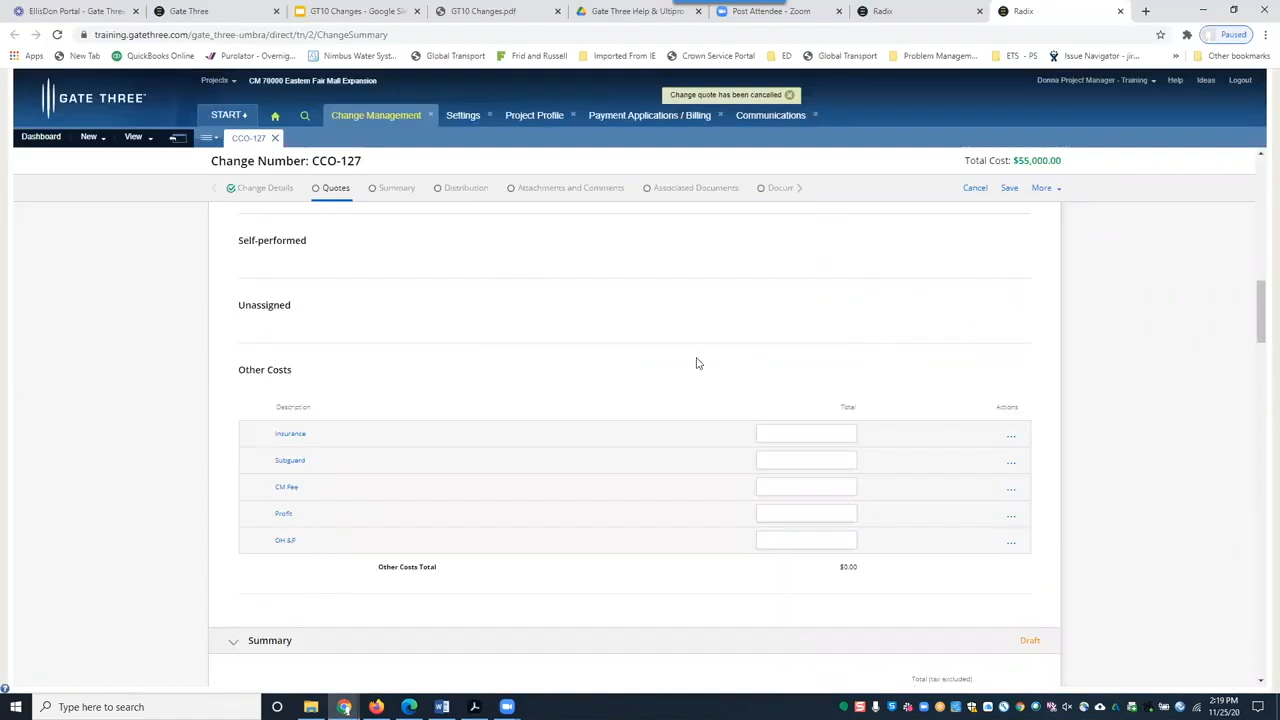 EllisDon Portal - Gate Three
Gate Three
GT10 Changes - Google Sli
GT10 Changes.pdf
Gate Three Help & Ultipro
Post Attendee - Zoom
Radix
Radix
training.gatethree.com/gate_three-umbra/direct/tn/2/ChangeSummary
Paused
Apps
New Tab
QuickBooks Online
Purolator - Overnig...
Nimbus Water Syst...
Global Transport
Frid and Russell
Imported From IE
Crown Service Portal
ED
Global Transport
Problem Managem...
ETS - PS
Issue Navigator - jir...
Other bookmarks
GATE THREE
Projects
CM 70000 Eastern Fair Mall Expansion
Change quote has been cancelled
Donna Project Manager - Training
Help
Ideas
Logout
START
Change Management
Settings
Project Profile
Payment Applications / Billing
Communications
Dashboard
New
View
CCO-127
Change Number: CCO-127
Total Cost: $55,000.00
Change Details
Quotes
Summary
Distribution
Attachments and Comments
Associated Documents
Docum
Cancel
Save
More
Self-performed
Unassigned
Other Costs
Description
Total
Actions
Insurance
...
Subguard
...
CM Fee
...
Profit
...
OH &P
...
Other Costs Total
$0.00
Summary
Draft
Total (tax excluded)
Type here to search
2:19 PM
11/25/20